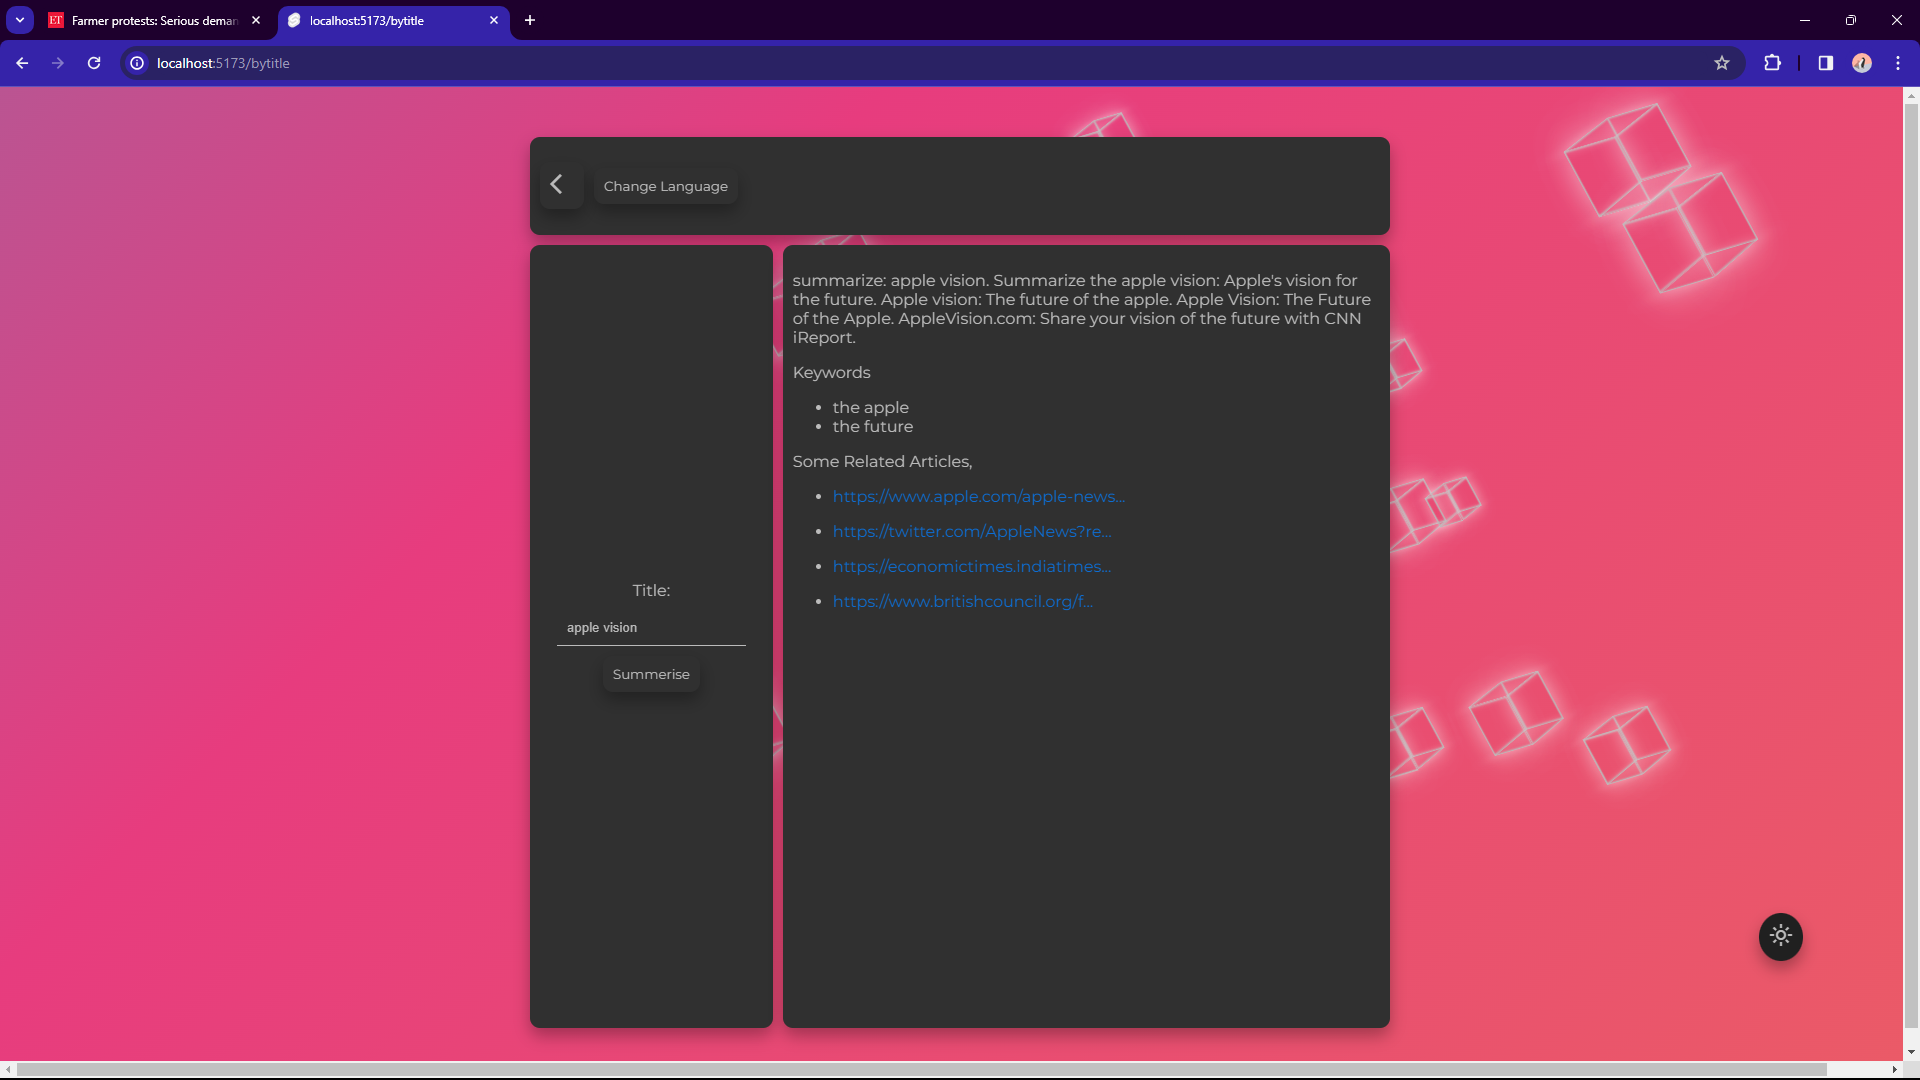 ET Farmer protests: Serious deman
localhost:5173/bytitle
localhost:5173/bytitle
Change Language
Title:
apple vision
Summerise
summarize: apple vision. Summarize the apple vision: Apple's vision for
the future. Apple vision: The future of the apple. Apple Vision: The Future
of the Apple. AppleVision.com: Share your vision of the future with CNN
iReport.
Keywords
• the apple
• the future
Some Related Articles,
• https://www.apple.com/apple-news...
• https://twitter.com/AppleNews?re...
• https://economictimes.indiatimes...
• https://www.britishcouncil.org/f...